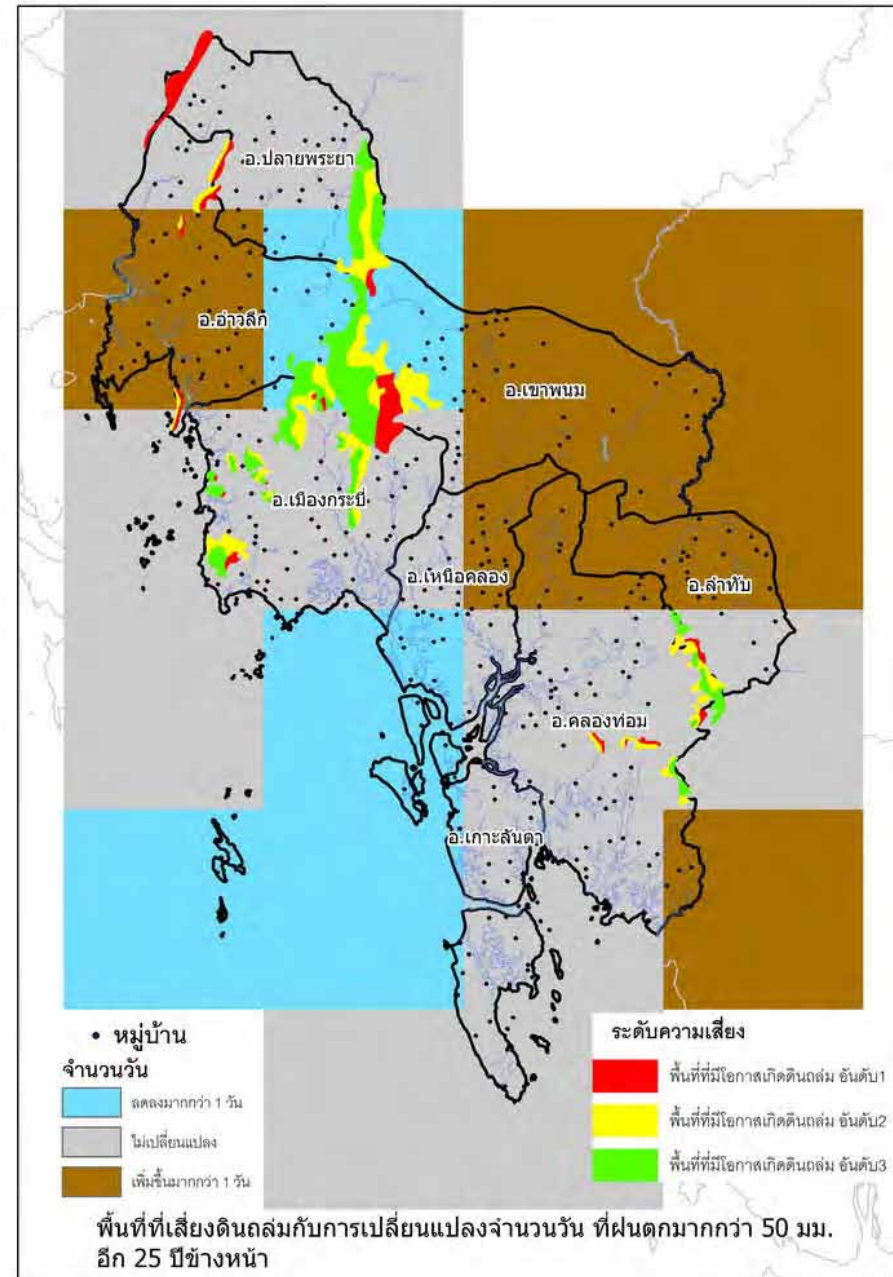 อ.ปลายพระยา
อ.อ่าวลึก
อ.เขาพนม
อ.เมืองกระบี่
อ.เหนือคลอง
อ.ลำทับ
อ.คลองท่อม
อ.เกาะลันตา
• หมู่บ้าน
จำนวนวัน
ลดลงมากกว่า 1 วัน
ไม่เปลี่ยนแปลง
เพิ่มขึ้นมากกว่า 1 วัน
ระดับความเสี่ยง
พื้นที่ที่มีโอกาสเกิดดินถล่ม อันดับ1
พื้นที่ที่มีโอกาสเกิดดินถล่ม อันดับ2
พื้นที่ที่มีโอกาสเกิดดินถล่ม อันดับ3
พื้นที่ที่เสี่ยงดินถล่มกับการเปลี่ยนแปลงจำนวนวัน ที่ฝนตกมากกว่า 50 มม.
อีก 25 ปีข้างหน้า